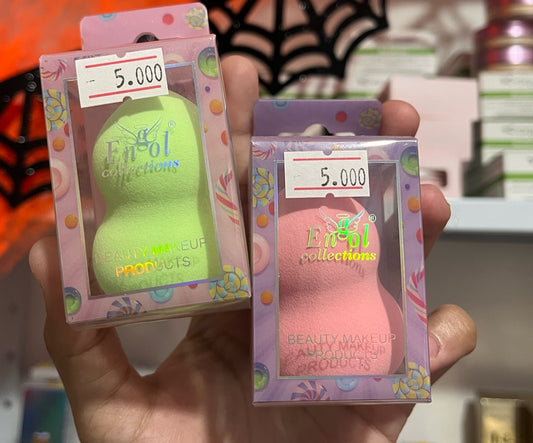 5.000
Engol ®
collections
BEAUTY MAKEUP
PRODUCTS
5.000
Engol ®
collections
BEAUTY MAKEUP
PRODUCTS